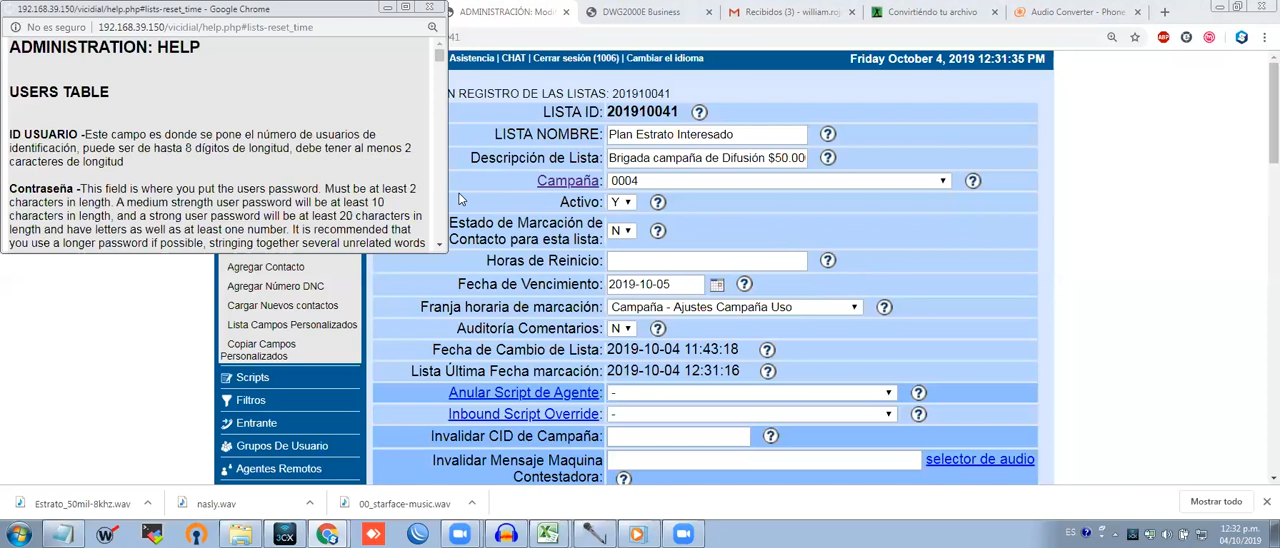 192.168.39.150/vicidial/help.php#lists-reset_time - Google Chrome
No es seguro | 192.168.39.150/vicidial/help.php#lists-reset_time
ADMINISTRATION: HELP
USERS TABLE
ID USUARIO -Este campo es donde se pone el número de usuarios de
identificación, puede ser de hasta 8 dígitos de longitud, debe tener al menos 2
caracteres de longitud
Contraseña -This field is where you put the users password. Must be at least 2
characters in length. A medium strength user password will be at least 10
characters in length, and a strong user password will be at least 20 characters in
length and have letters as well as at least one number. It is recommended that
you use a longer password if possible, stringing together several unrelated words
ADMINISTRACIÓN: Modi
DWG2000E Business
Recibidos (3) - william.roj
Convirtiéndo tu archivo
Audio Converter - Phone
41
Asistencia | CHAT | Cerrar sesión (1006) | Cambiar el idioma
Friday October 4, 2019 12:31:35 PM
N REGISTRO DE LAS LISTAS: 201910041
LISTA ID: 201910041
LISTA NOMBRE: Plan Estrato Interesado
Descripción de Lista: Brigada campaña de Difusión $50.00
Campaña: 0004
Activo: Y
Estado de Marcación de
Contacto para esta lista: N
Horas de Reinicio:
Fecha de Vencimiento: 2019-10-05
Franja horaria de marcación: Campaña - Ajustes Campaña Uso
Auditoría Comentarios: N
Fecha de Cambio de Lista: 2019-10-04 11:43:18
Lista Última Fecha marcación: 2019-10-04 12:31:16
Anular Script de Agente: -
Inbound Script Override: -
Invalidar CID de Campaña:
Invalidar Mensaje Maquina
Contestadora:
selector de audio
Agregar Contacto
Agregar Número DNC
Cargar Nuevos contactos
Lista Campos Personalizados
Copiar Campos
Personalizados
Scripts
Filtros
Entrante
Grupos De Usuario
Agentes Remotos
Estrato_50mil-8khz.wav
nasly.wav
00_starface-music.wav
Mostrar todo
3CX
ES
12:32 p.m.
04/10/2019